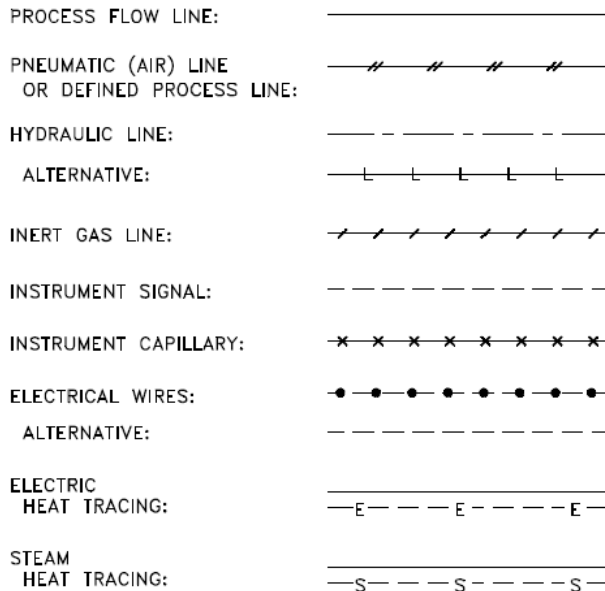 PROCESS FLOW LINE:
PNEUMATIC (AIR) LINE
OR DEFINED PROCESS LINE:
HYDRAULIC LINE:
ALTERNATIVE:
L L L L L
INERT GAS LINE:
INSTRUMENT SIGNAL:
INSTRUMENT CAPILLARY:
ELECTRICAL WIRES:
ALTERNATIVE:
ELECTRIC
HEAT TRACING:
E E E
STEAM
HEAT TRACING:
S S S